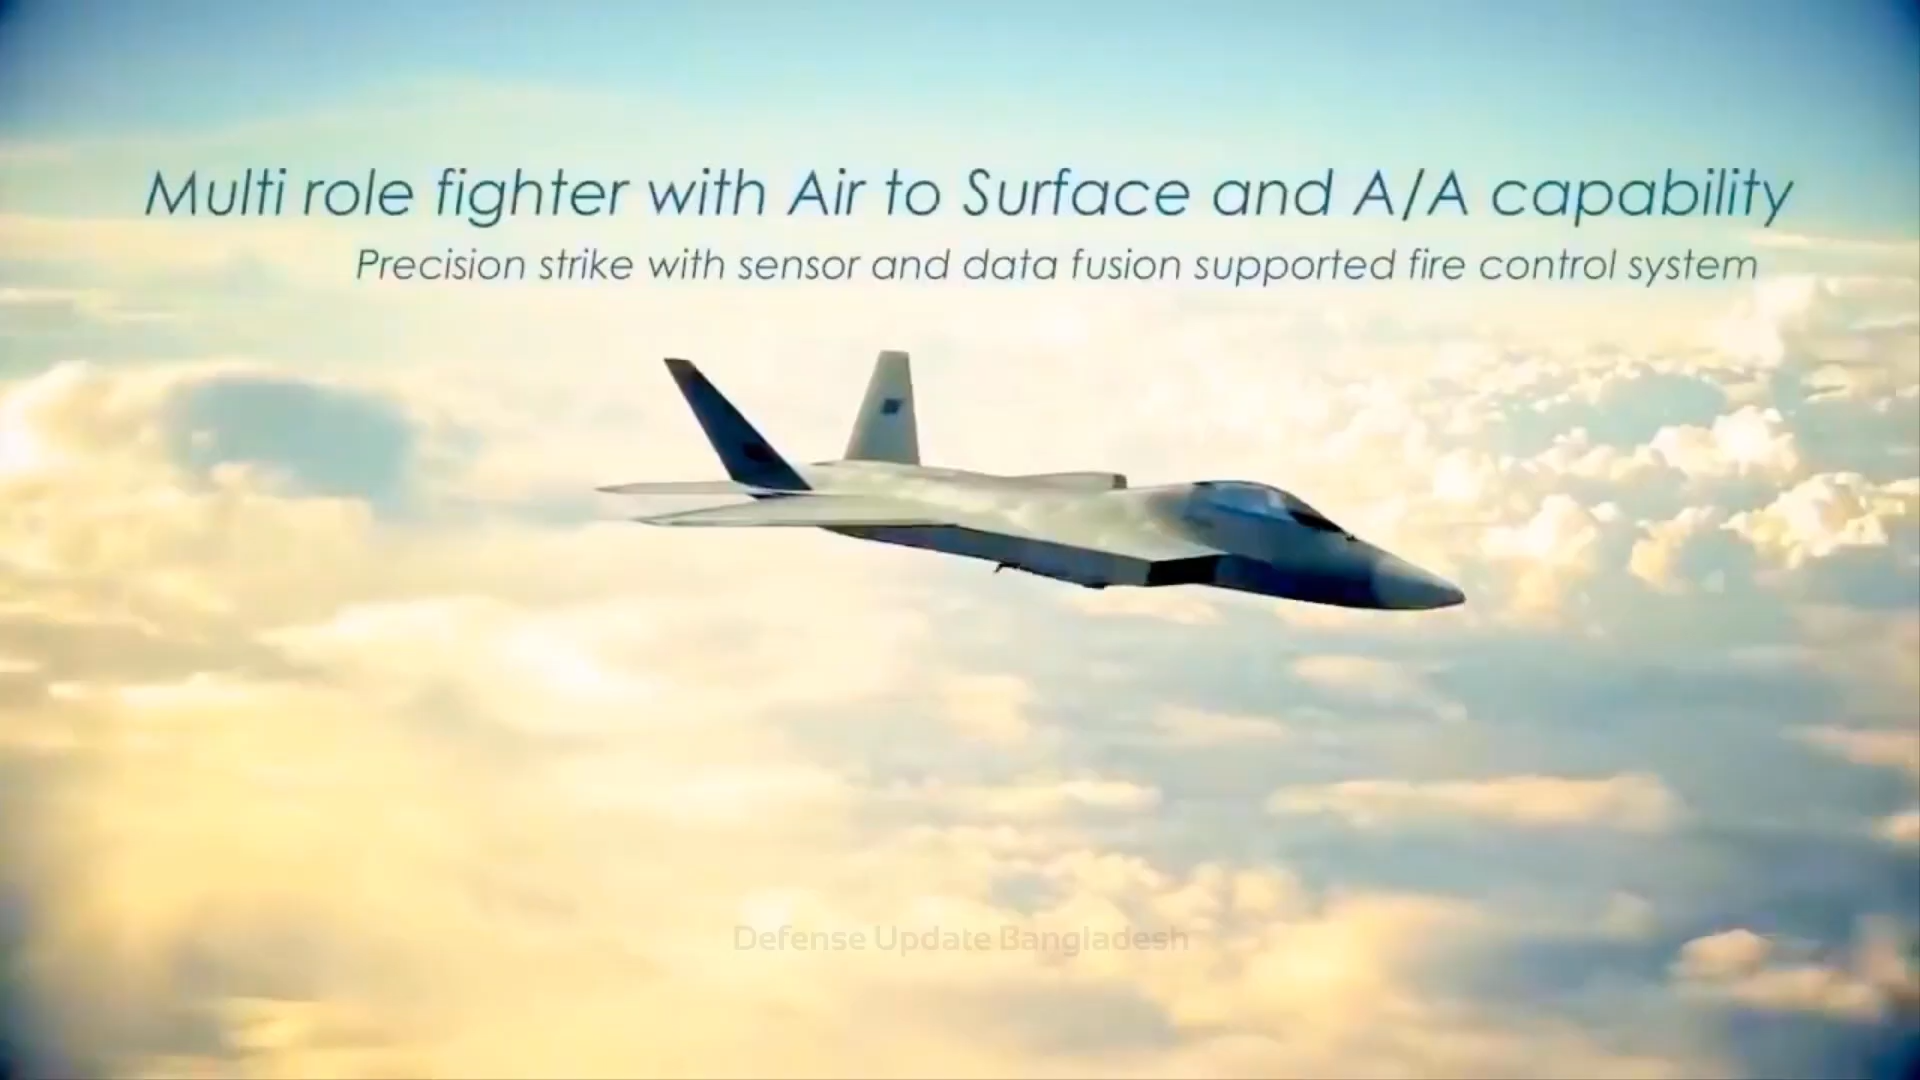 Multi role fighter with Air to Surface and A/A capability
Precision strike with sensor and data fusion supported fire control system
Defense Update Bangladesh